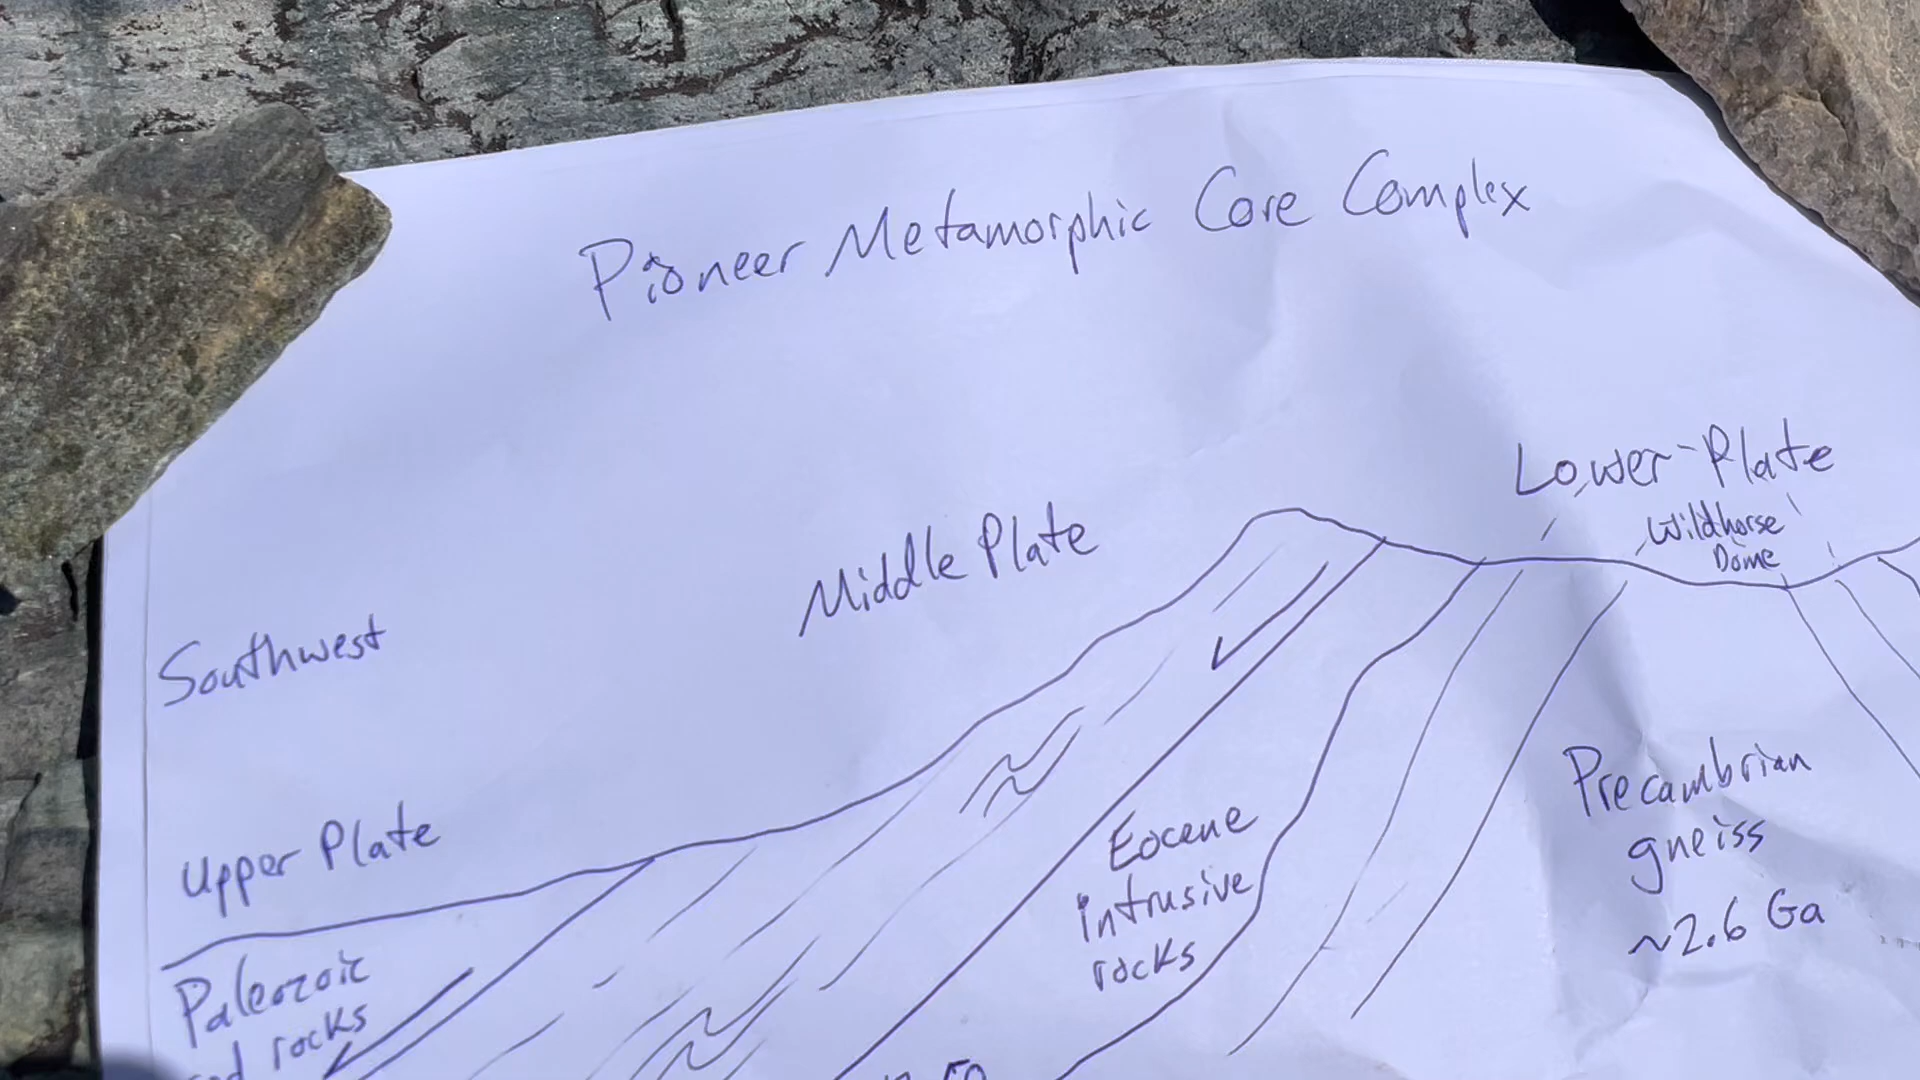 Pioneer Metamorphic Core Complex
Lower Plate
Wildhorse
Dome
Middle Plate
Southwest
Upper Plate
Paleozoic
rocks
Eocene
intrusive
rocks
Precambrian
gneiss
~2.6 Ga